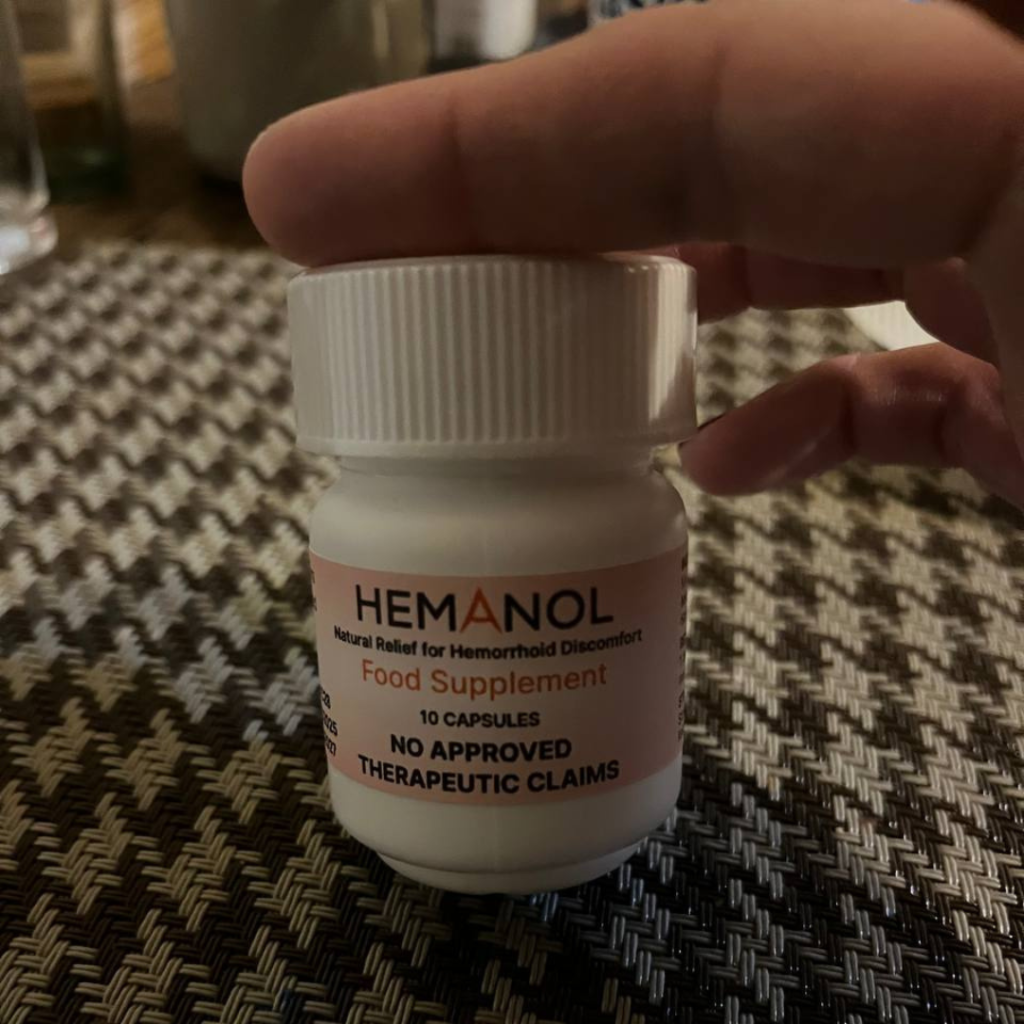 HEMANOL
Natural Relief for Hemorrhoid Discomfort
Food Supplement
10 CAPSULES
NO APPROVED
THERAPEUTIC CLAIMS